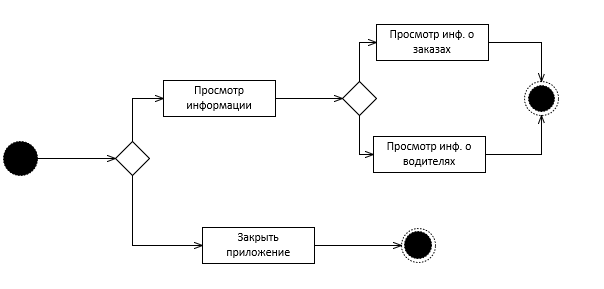 Просмотр инф. о
заказах
Просмотр
информации
Просмотр инф. о
водителях
Закрыть
приложение